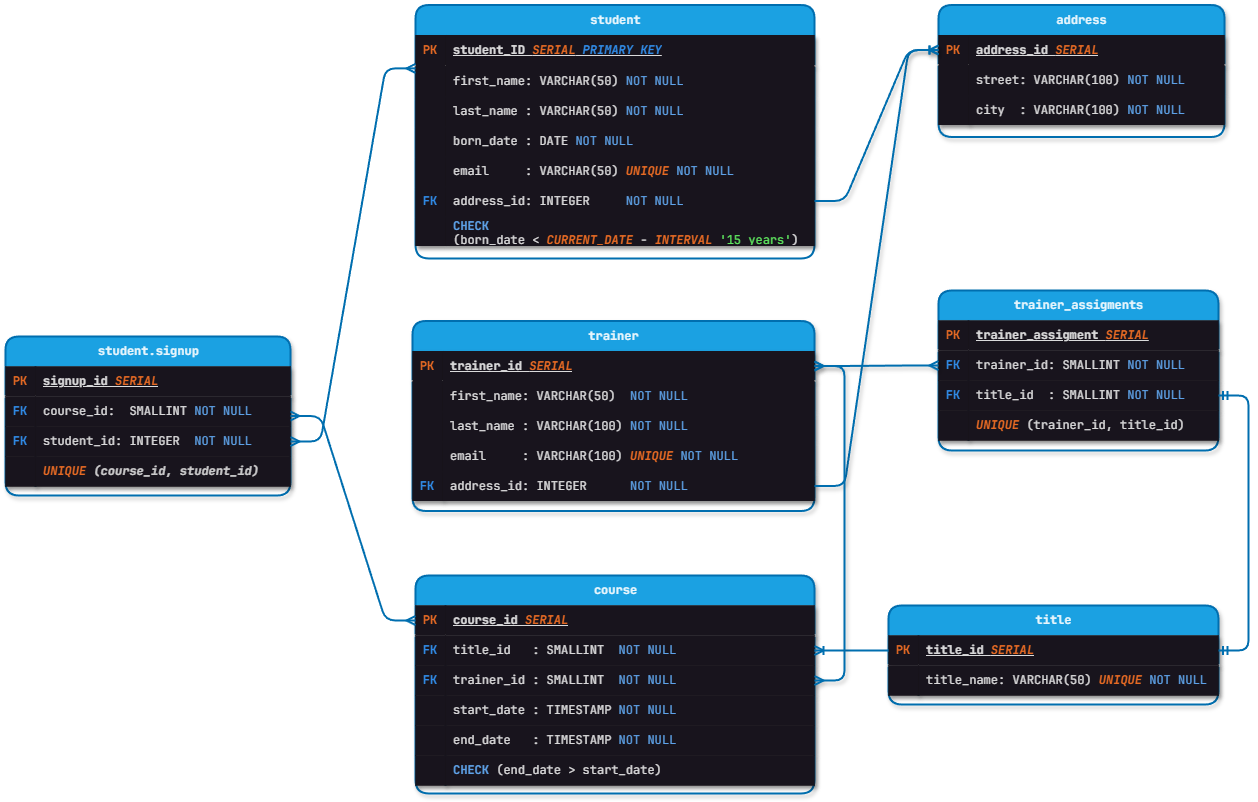 student
PK student_ID SERIAL PRIMARY KEY
first_name: VARCHAR(50) NOT NULL
last_name : VARCHAR(50) NOT NULL
born_date : DATE NOT NULL
email : VARCHAR(50) UNIQUE NOT NULL
FK address_id: INTEGER NOT NULL
CHECK
(born_date < CURRENT_DATE - INTERVAL '15 years')
address
PK address_id SERIAL
street: VARCHAR(100) NOT NULL
city : VARCHAR(100) NOT NULL
student.signup
PK signup_id SERIAL
FK course_id: SMALLINT NOT NULL
FK student_id: INTEGER NOT NULL
UNIQUE (course_id, student_id)
trainer
PK trainer_id SERIAL
first_name: VARCHAR(50) NOT NULL
last_name : VARCHAR(100) NOT NULL
email : VARCHAR(100) UNIQUE NOT NULL
FK address_id: INTEGER NOT NULL
trainer_assigments
PK trainer_assigment SERIAL
FK trainer_id: SMALLINT NOT NULL
FK title_id : SMALLINT NOT NULL
UNIQUE (trainer_id, title_id)
course
PK course_id SERIAL
FK title_id : SMALLINT NOT NULL
FK trainer_id : SMALLINT NOT NULL
start_date : TIMESTAMP NOT NULL
end_date : TIMESTAMP NOT NULL
CHECK (end_date > start_date)
title
PK title_id SERIAL
title_name: VARCHAR(50) UNIQUE NOT NULL